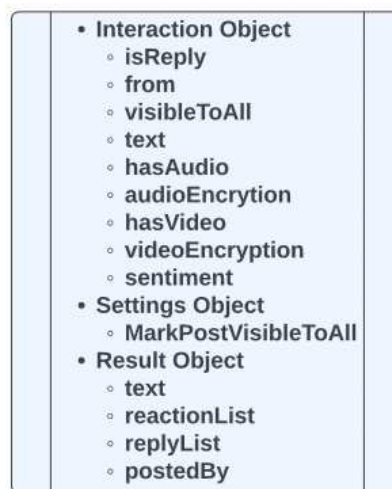 • Interaction Object
◦ isReply
◦ from
◦ visibleToAll
◦ text
◦ hasAudio
◦ audioEncrytion
◦ hasVideo
◦ videoEncryption
◦ sentiment
• Settings Object
◦ MarkPostVisibleToAll
• Result Object
◦ text
◦ reactionList
◦ replyList
◦ postedBy